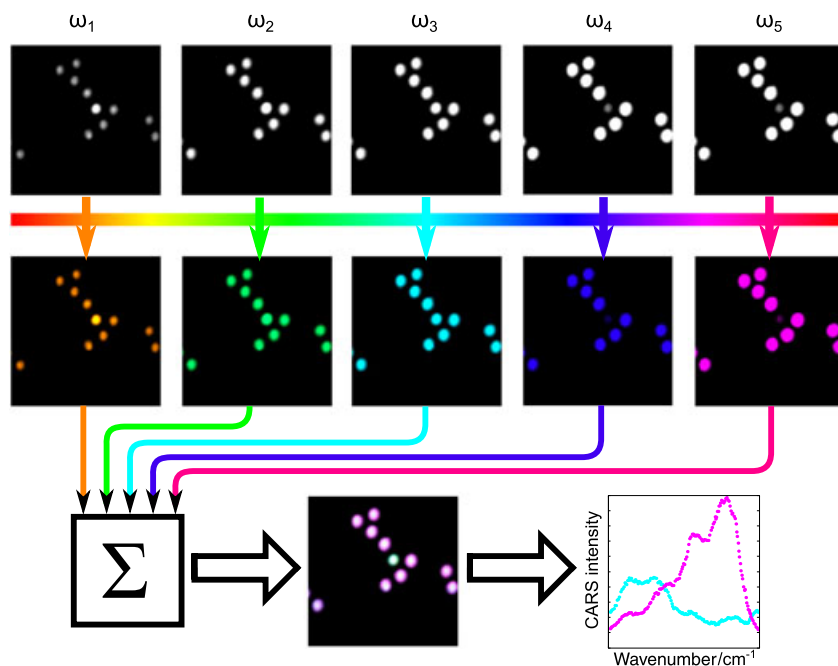 ω1
ω2
ω3
ω4
ω5
Σ
CARS intensity
Wavenumber/cm-1